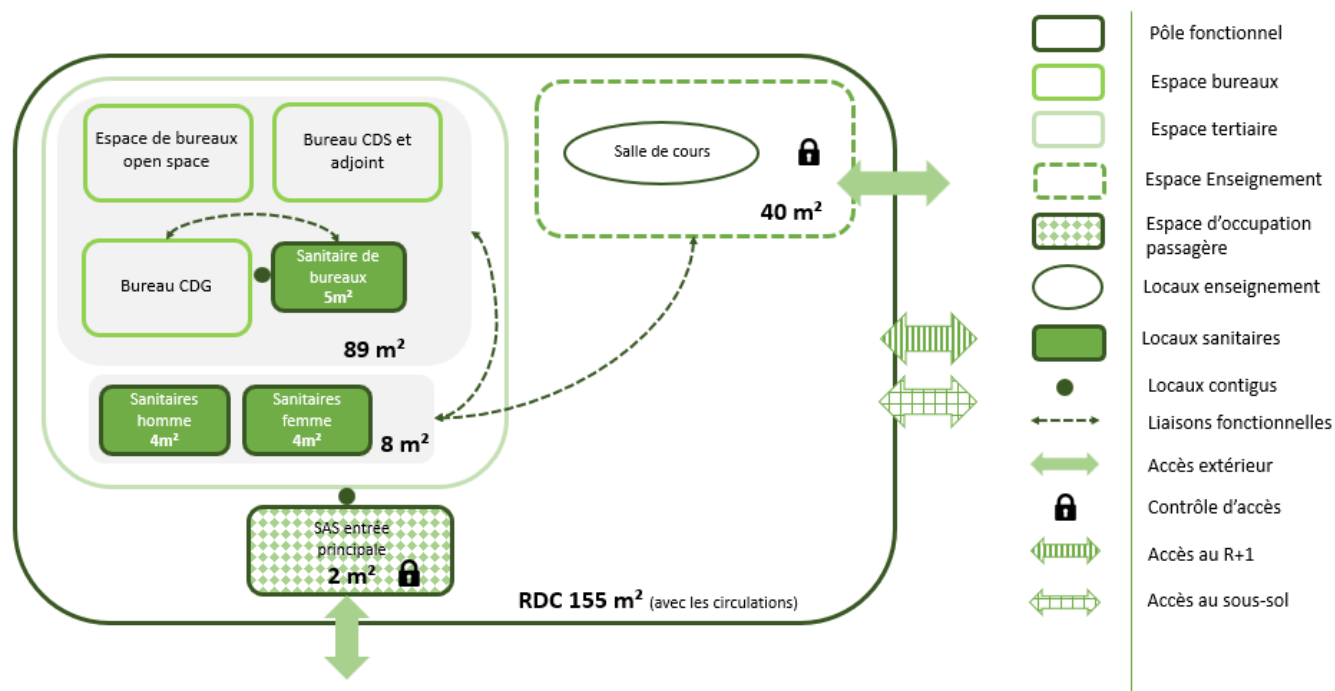 Espace de bureaux
open space
Bureau CDS et
adjoint
Bureau CDG
Sanitaire de
bureaux
5m²
89 m²
Sanitaires
homme
4m²
Sanitaires
femme
4m²
8 m²
SAS entrée
principale
2 m²
Salle de cours
40 m²
RDC 155 m² (avec les circulations)
Pôle fonctionnel
Espace bureaux
Espace tertiaire
Espace Enseignement
Espace d’occupation
passagère
Locaux enseignement
Locaux sanitaires
Locaux contigus
Liaisons fonctionnelles
Accès extérieur
Contrôle d’accès
Accès au R+1
Accès au sous-sol